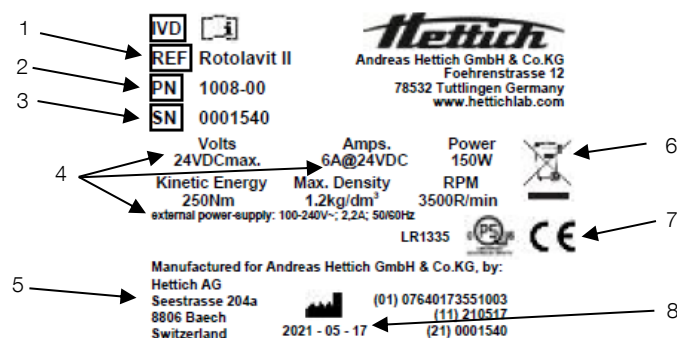 1
IVD i
REF Rotolavit II
2
PN 1008-00
3
SN 0001540
Hettich
Andreas Hettich GmbH & Co.KG
Foehrenstrasse 12
78532 Tuttlingen Germany
www.hettichlab.com
4
Volts Amps. Power
24VDCmax. 6A@24VDC 150W
6
Kinetic Energy Max. Density RPM
250Nm 1.2kg/dm³ 3500R/min
external power-supply: 100-240V~; 2,2A; 50/60Hz
LR1335 c PS us CE
7
Manufactured for Andreas Hettich GmbH & Co.KG, by:
5
Hettich AG
Seestrasse 204a
8806 Baech
Switzerland
2021 - 05 - 17
(01) 07640173551003
(11) 210517
(21) 0001540
8